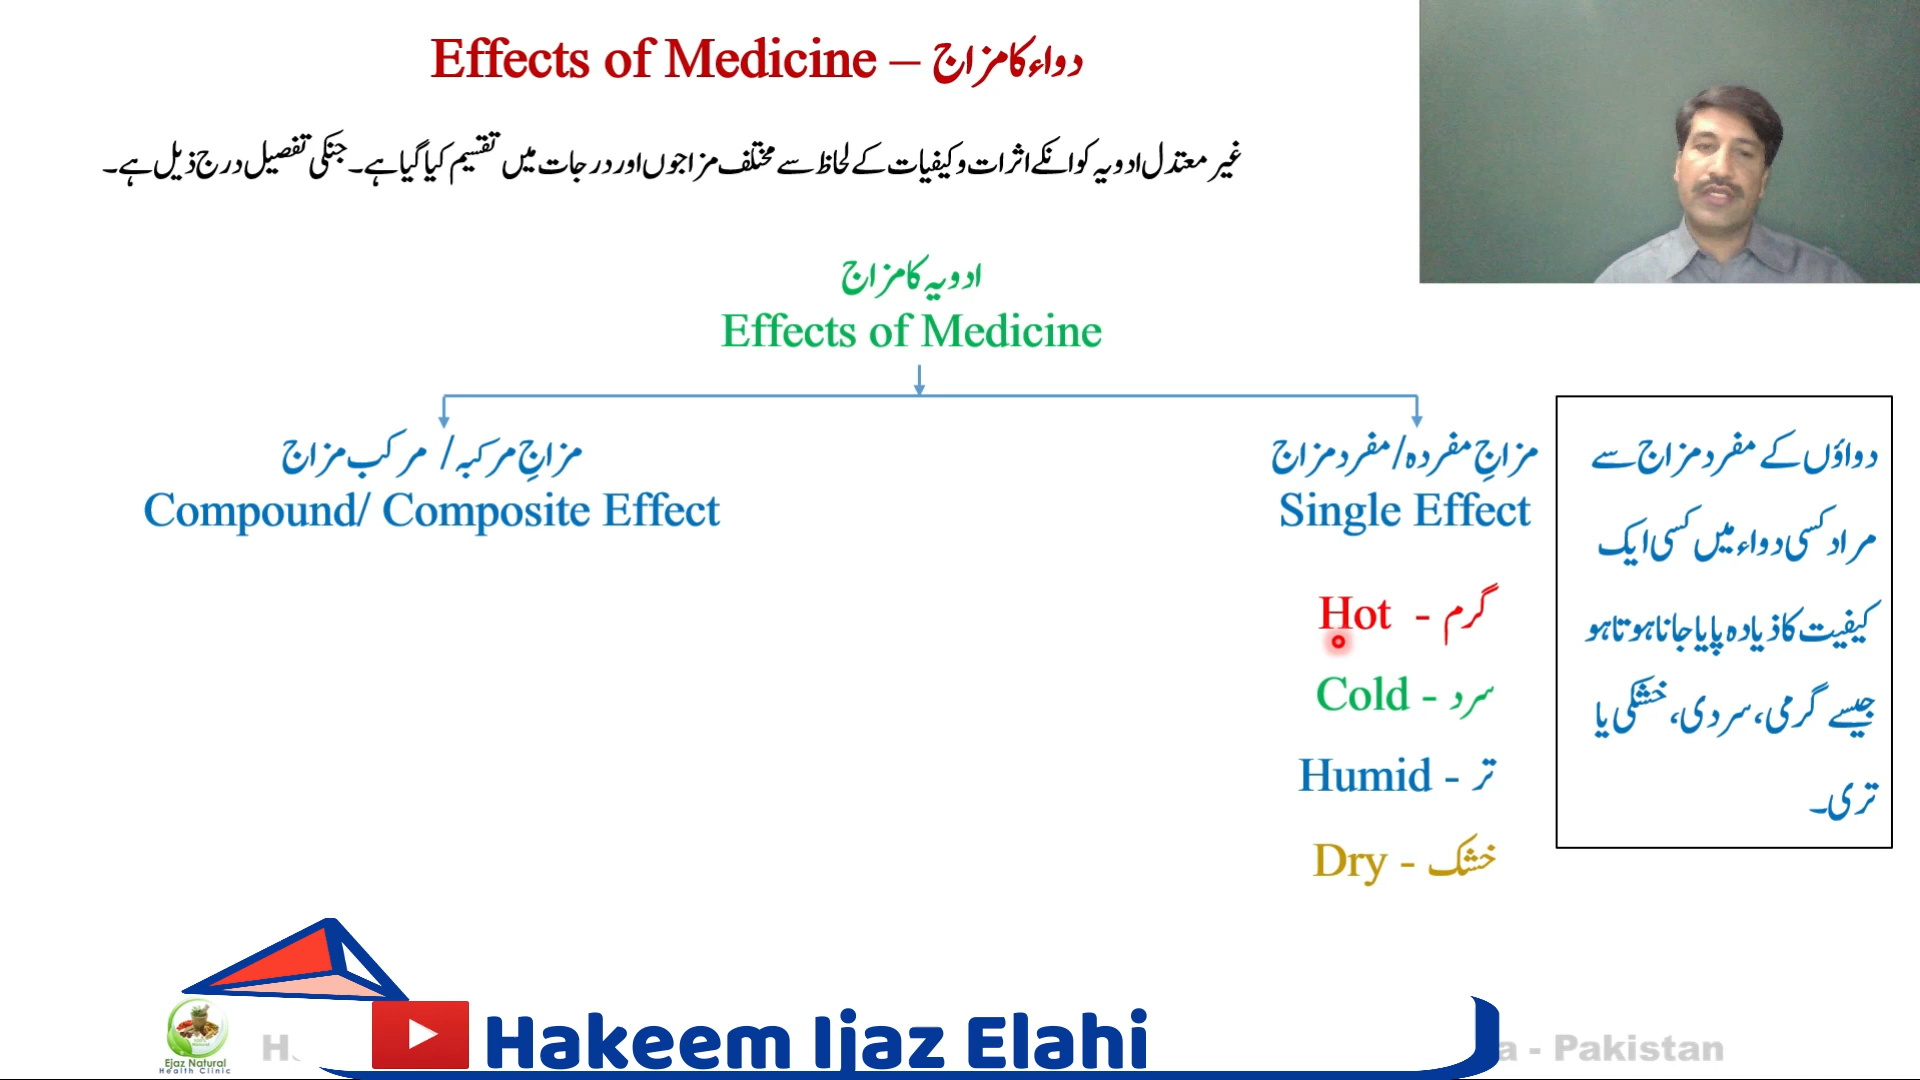 Effects of Medicine – دواء کا مزاج
غیر معتدل ادویہ کو انکے اثرات و کیفیات کے لحاظ سے مختلف مزاجوں اور درجات میں تقسیم کیا گیا ہے۔ جنکی تفصیل درج ذیل ہے۔
ادویہ کا مزاج
Effects of Medicine
مزاجِ مفردہ/مفرد مزاج
Single Effect
Hot - گرم
Cold - سرد
Humid - تر
Dry - خشک
دواؤں کے مفرد مزاج سے
مراد کسی دواء میں کسی ایک
کیفیت کا ذیادہ پایا جانا ہوتا ہو
جیسے گرمی، سردی، خشکی یا
تری۔
مزاجِ مرکبہ / مرکب مزاج
Compound/ Composite Effect
Ejaz Natural
Health Clinic
Hakeem Ijaz Elahi
a - Pakistan